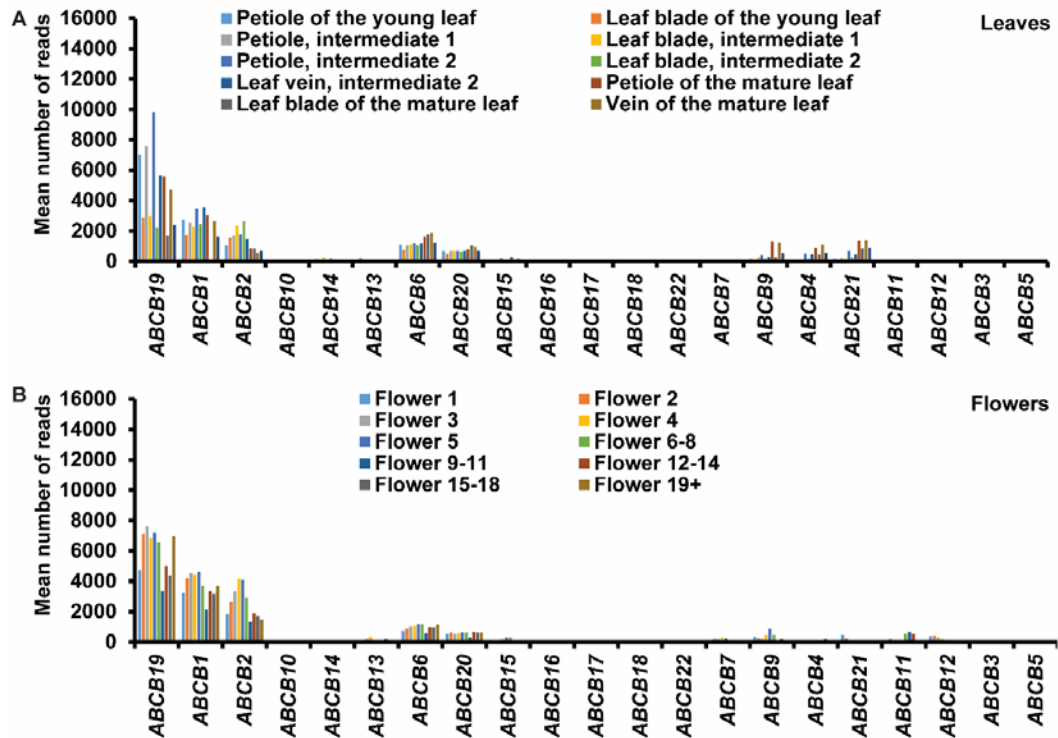 A
Leaves
Petiole of the young leaf
Leaf blade of the young leaf
Petiole, intermediate 1
Leaf blade, intermediate 1
Petiole, intermediate 2
Leaf blade, intermediate 2
Leaf vein, intermediate 2
Petiole of the mature leaf
Leaf blade of the mature leaf
Vein of the mature leaf
Mean number of reads
16000
14000
12000
10000
8000
6000
4000
2000
0
ABCB19
ABCB1
ABCB2
ABCB10
ABCB14
ABCB13
ABCB6
ABCB20
ABCB15
ABCB16
ABCB17
ABCB18
ABCB22
ABCB7
ABCB9
ABCB4
ABCB21
ABCB11
ABCB12
ABCB3
ABCB5
B
Flowers
Flower 1
Flower 2
Flower 3
Flower 4
Flower 5
Flower 6-8
Flower 9-11
Flower 12-14
Flower 15-18
Flower 19+
Mean number of reads
16000
14000
12000
10000
8000
6000
4000
2000
0
ABCB19
ABCB1
ABCB2
ABCB10
ABCB14
ABCB13
ABCB6
ABCB20
ABCB15
ABCB16
ABCB17
ABCB18
ABCB22
ABCB7
ABCB9
ABCB4
ABCB21
ABCB11
ABCB12
ABCB3
ABCB5